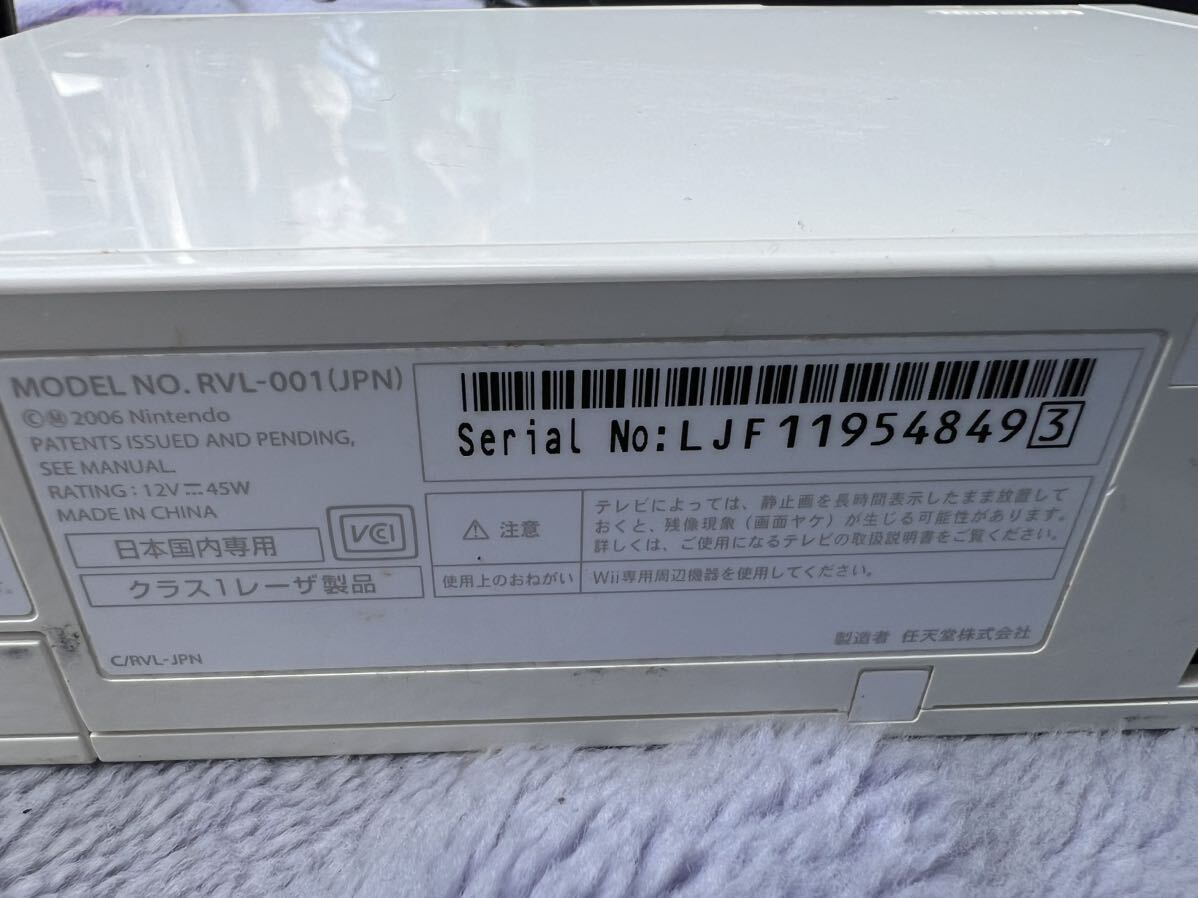 MODEL NO. RVL-001(JPN)
©Ⓜ 2006 Nintendo
PATENTS ISSUED AND PENDING,
SEE MANUAL.
RATING : 12V ⎓ 45W
MADE IN CHINA
日本国内専用
VCI
クラス1レーザ製品
C/RVL-JPN
Serial No:LJF119548493
⚠ 注意
テレビによっては、静止画を長時間表示したまま放置して
おくと、残像現象(画面ヤケ)が生じる可能性があります。
詳しくは、ご使用になるテレビの取扱説明書をご覧ください。
使用上のおねがい
Wii専用周辺機器を使用してください。
製造者 任天堂株式会社